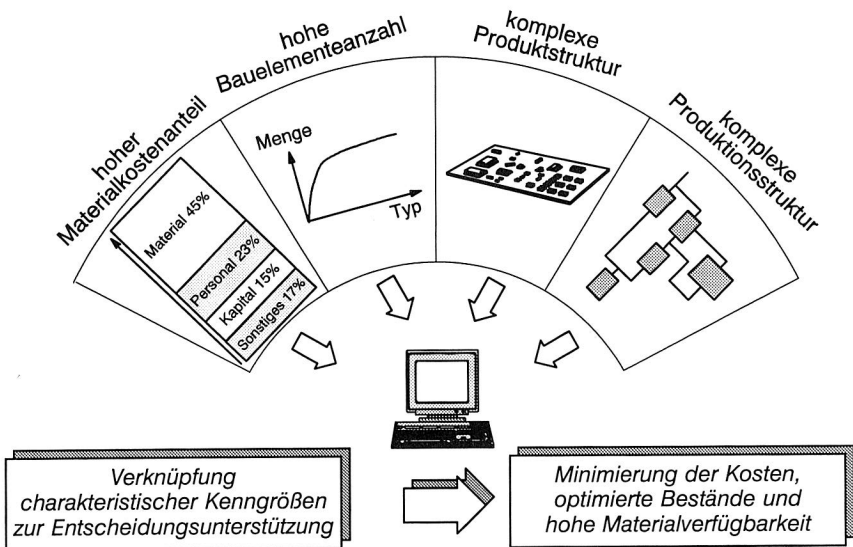 hoher
Materialkostenanteil
hohe
Bauelementeanzahl
komplexe
Produktstruktur
komplexe
Produktionsstruktur
Material 45%
Personal 23%
Kapital 15%
Sonstiges 17%
Menge
Typ
Verknüpfung
charakteristischer Kenngrößen
zur Entscheidungsunterstützung
Minimierung der Kosten,
optimierte Bestände und
hohe Materialverfügbarkeit